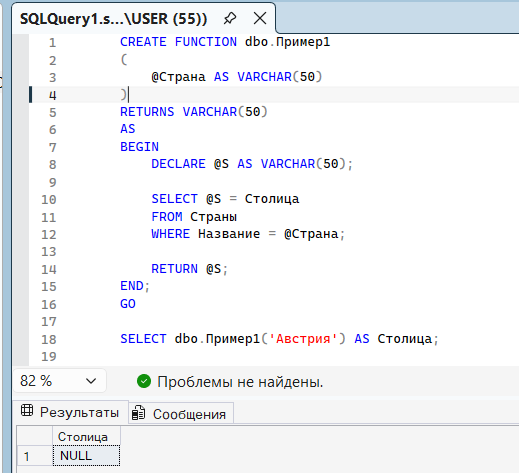 SQLQuery1.s...\USER (55))
1 CREATE FUNCTION dbo.Пример1
2 (
3 @Страна AS VARCHAR(50)
4 )
5 RETURNS VARCHAR(50)
6 AS
7 BEGIN
8 DECLARE @S AS VARCHAR(50);
9
10 SELECT @S = Столица
11 FROM Страны
12 WHERE Название = @Страна;
13
14 RETURN @S;
15 END;
16 GO
17
18 SELECT dbo.Пример1('Австрия') AS Столица;
19
82 % Проблемы не найдены.
Результаты Сообщения
Столица
1 NULL